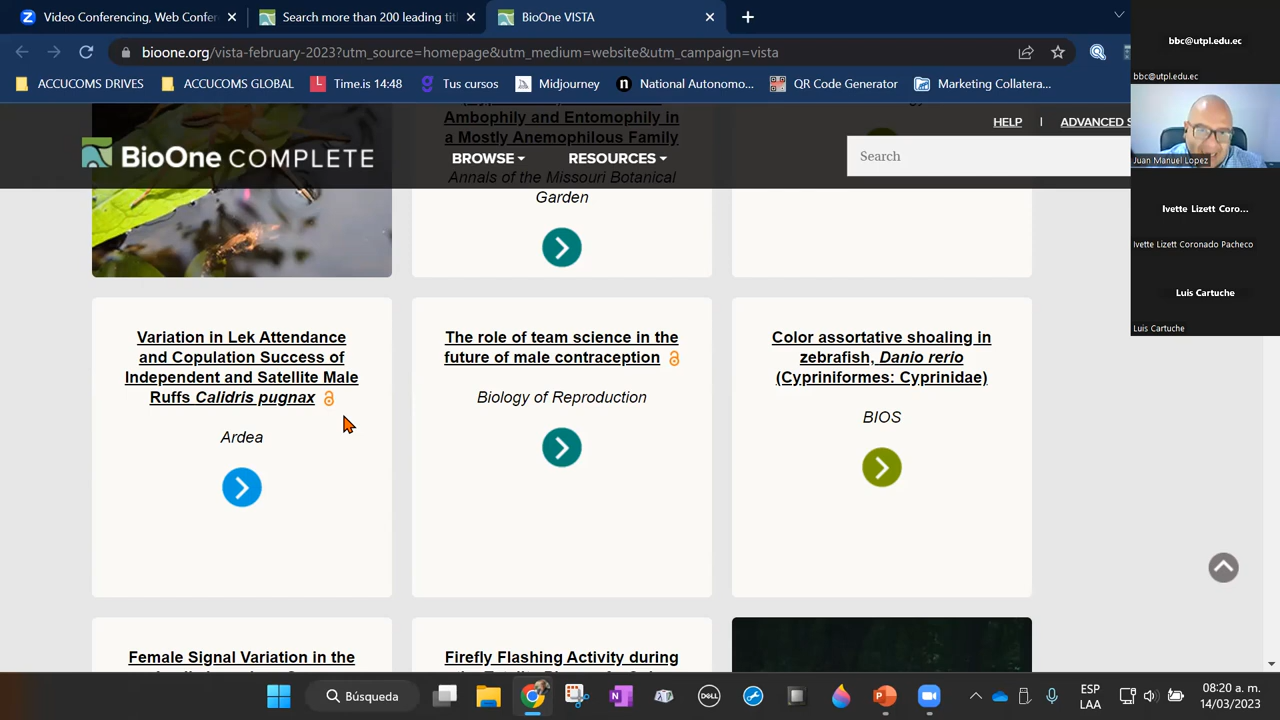 Video Conferencing, Web Confer
Search more than 200 leading titl
BioOne VISTA
bioone.org/vista-february-2023?utm_source=homepage&utm_medium=website&utm_campaign=vista
ACCUCOMS DRIVES
ACCUCOMS GLOBAL
Time.is 14:48
Tus cursos
Midjourney
National Autonomo...
QR Code Generator
Marketing Collatera...
bbc@utpl.edu.ec
bbc@utpl.edu.ec
Juan Manuel Lopez
Ivette Lizett Coro...
Ivette Lizett Coronado Pacheco
Luis Cartuche
Luis Cartuche
HELP | ADVANCED S
BioOne COMPLETE
BROWSE
RESOURCES
Search
Ambophily and Entomophily in
a Mostly Anemophilous Family
Annals of the Missouri Botanical
Garden
Variation in Lek Attendance
and Copulation Success of
Independent and Satellite Male
Ruffs Calidris pugnax
Ardea
The role of team science in the
future of male contraception
Biology of Reproduction
Color assortative shoaling in
zebrafish, Danio rerio
(Cypriniformes: Cyprinidae)
BIOS
Female Signal Variation in the
Firefly Flashing Activity during
Búsqueda
DELL
ESP
LAA
08:20 a. m.
14/03/2023